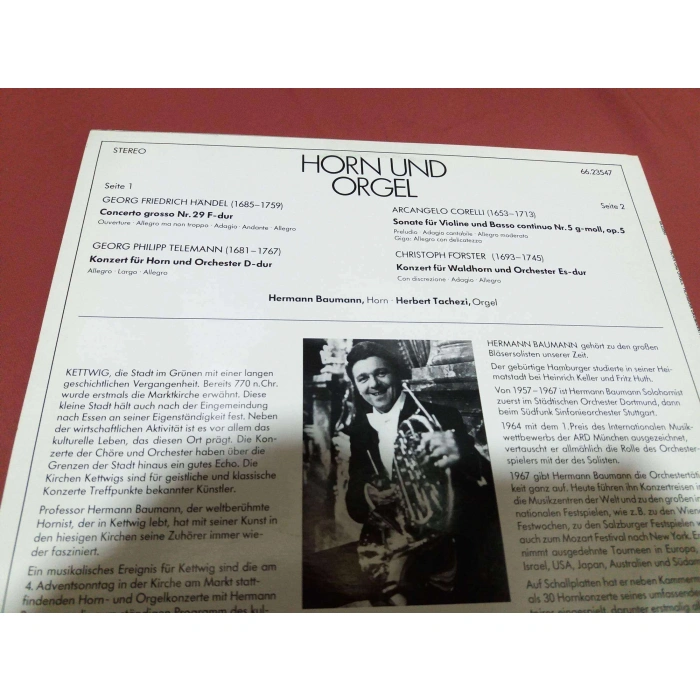 STEREO
HORN UND
ORGEL
66.23547
Seite 1
GEORG FRIEDRICH HÄNDEL (1685–1759)
Concerto grosso Nr. 29 F-dur
Ouverture · Allegro ma non troppo · Adagio · Andante · Allegro
GEORG PHILIPP TELEMANN (1681–1767)
Konzert für Horn und Orchester D-dur
Allegro · Largo · Allegro
Seite 2
ARCANGELO CORELLI (1653–1713)
Sonate für Violine und Basso continuo Nr. 5 g-moll, op. 5
Preludio · Adagio cantabile · Allegro moderato
Giga: Allegro con delicatezza
CHRISTOPH FORSTER (1693–1745)
Konzert für Waldhorn und Orchester Es-dur
Con discrezione · Adagio · Allegro
Hermann Baumann, Horn · Herbert Tachezi, Orgel
KETTWIG, die Stadt im Grünen mit einer langen
geschichtlichen Vergangenheit. Bereits 770 n. Chr.
wurde erstmals die Marktkirche erwähnt. Diese
kleine Stadt hält auch nach der Eingemeindung
nach Essen an seiner Eigenständigkeit fest. Neben
der wirtschaftlichen Aktivität ist es vor allem das
kulturelle Leben, das diesen Ort prägt. Die Kon-
zerte der Chöre und Orchester haben über die
Grenzen der Stadt hinaus ein gutes Echo. Die
Kirchen Kettwigs sind für geistliche und klassische
Konzerte Treffpunkte bekannter Künstler.
Professor Hermann Baumann, der weltberühmte
Hornist, der in Kettwig lebt, hat mit seiner Kunst in
den hiesigen Kirchen seine Zuhörer immer wie-
der fasziniert.
Ein musikalisches Ereignis für Kettwig sind die am
4. Adventsonntag in der Kirche am Markt statt-
findenden Horn- und Orgelkonzerte mit Hermann
Programm des kul-
HERMANN BAUMANN gehört zu den großen
Bläsersolisten unserer Zeit.
Der gebürtige Hamburger studierte in seiner Hei-
matstadt bei Heinrich Keller und Fritz Huth.
Von 1957–1967 ist Hermann Baumann Solohornist
zuerst im Städtischen Orchester Dortmund, dann
beim Südfunk Sinfonieorchester Stuttgart.
1964 mit dem 1. Preis des Internationalen Musik-
wettbewerbs der ARD München ausgezeichnet,
vertauscht er allmählich die Rolle des Orchester-
spielers mit der des Solisten.
1967 gibt Hermann Baumann die Orchestertätig-
keit ganz auf. Heute führen ihn Konzertreisen in
die Musikzentren der Welt und zu den großen in
nationalen Festspielen, wie z.B. zu den Wien
Festwochen, zu den Salzburger Festspielen
auch zum Mozart Festival nach New York. Er
nimmt ausgedehnte Tourneen in Europa,
Israel, USA, Japan, Australien und Südam
Auf Schallplatten hat er neben Kammerm
als 30 Hornkonzerte seines umfassenden
eingespielt, darunter erstmalig